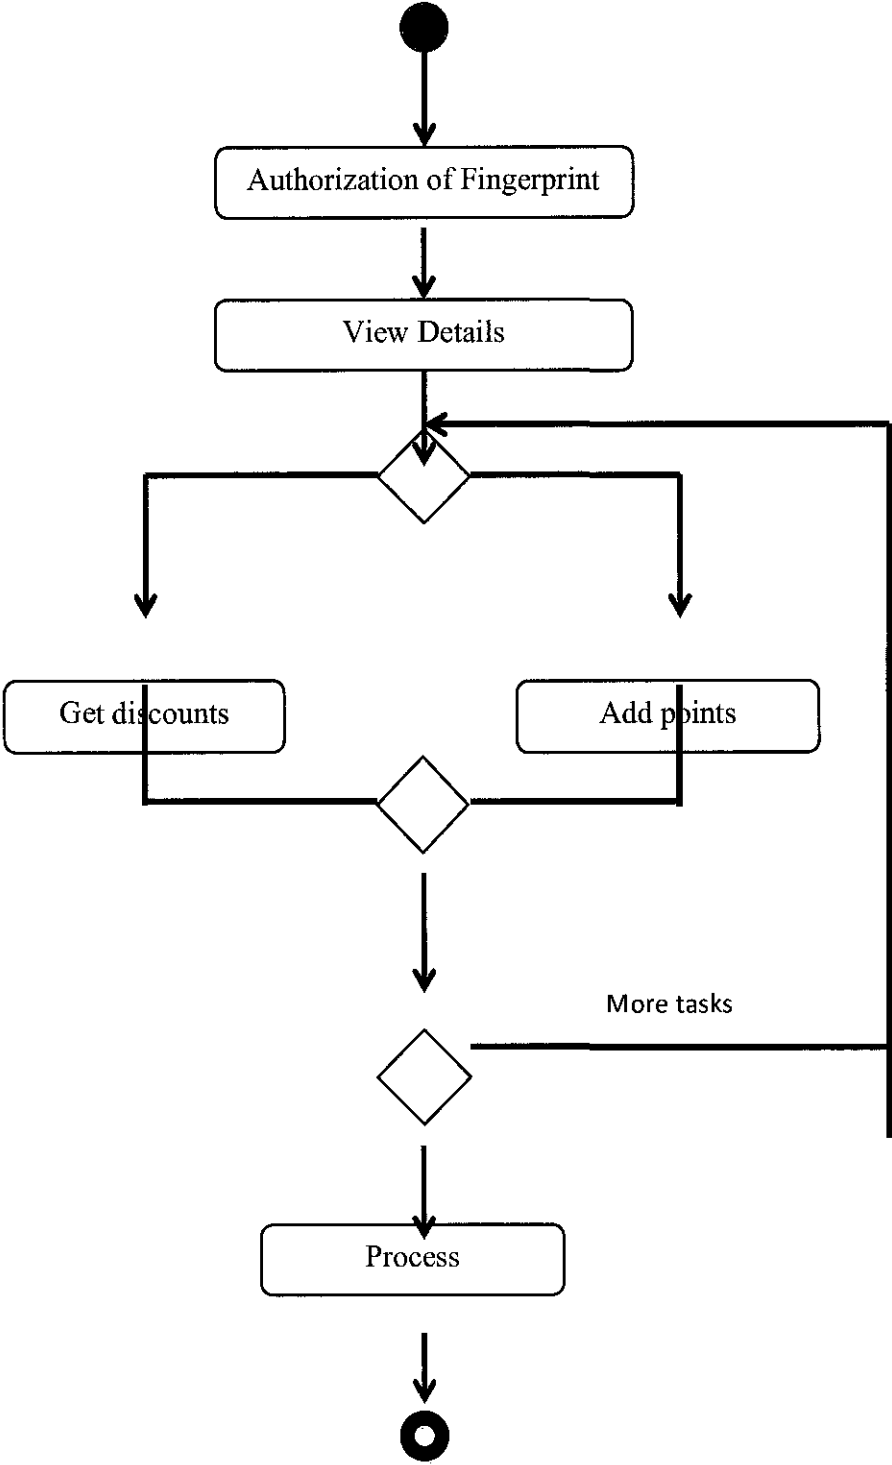 Authorization of Fingerprint
View Details
Get discounts
Add points
More tasks
Process